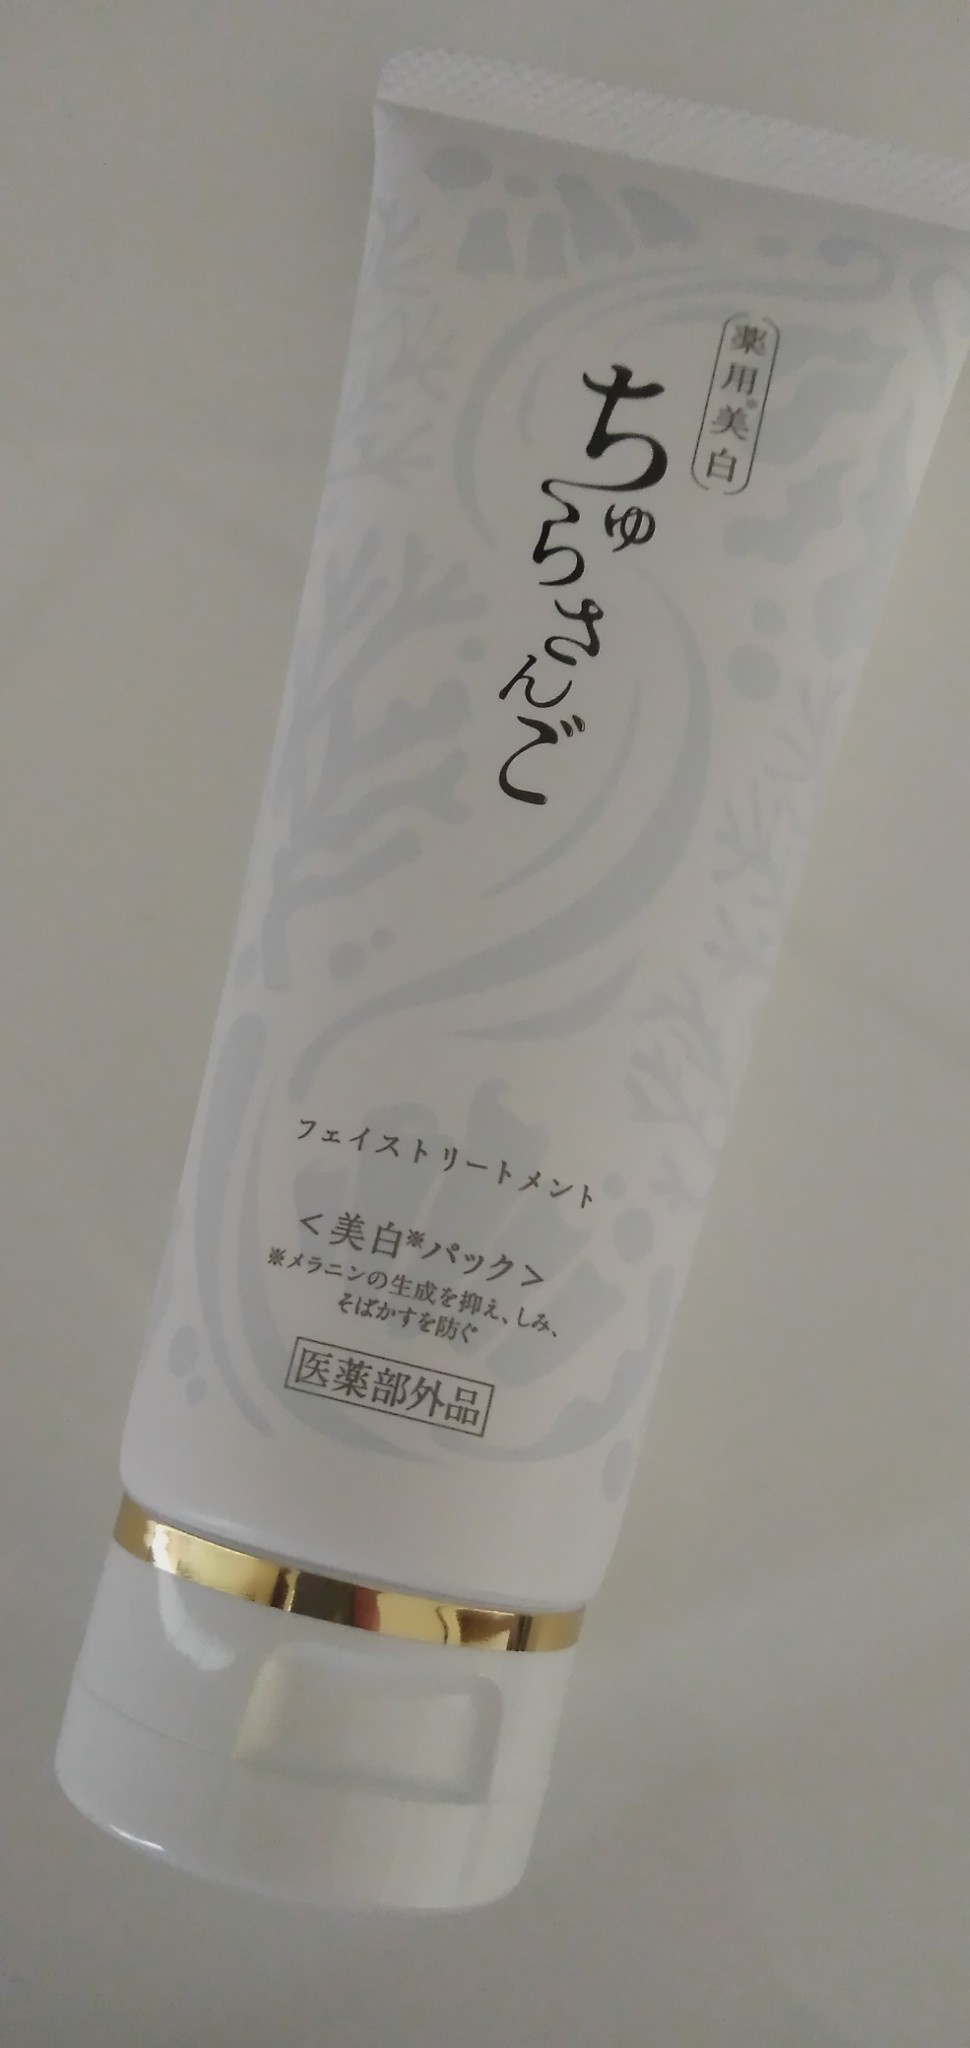 薬用※美白
ちゅらさんご
フェイストリートメント
<美白※パック>
※メラニンの生成を抑え、しみ、
そばかすを防ぐ
医薬部外品